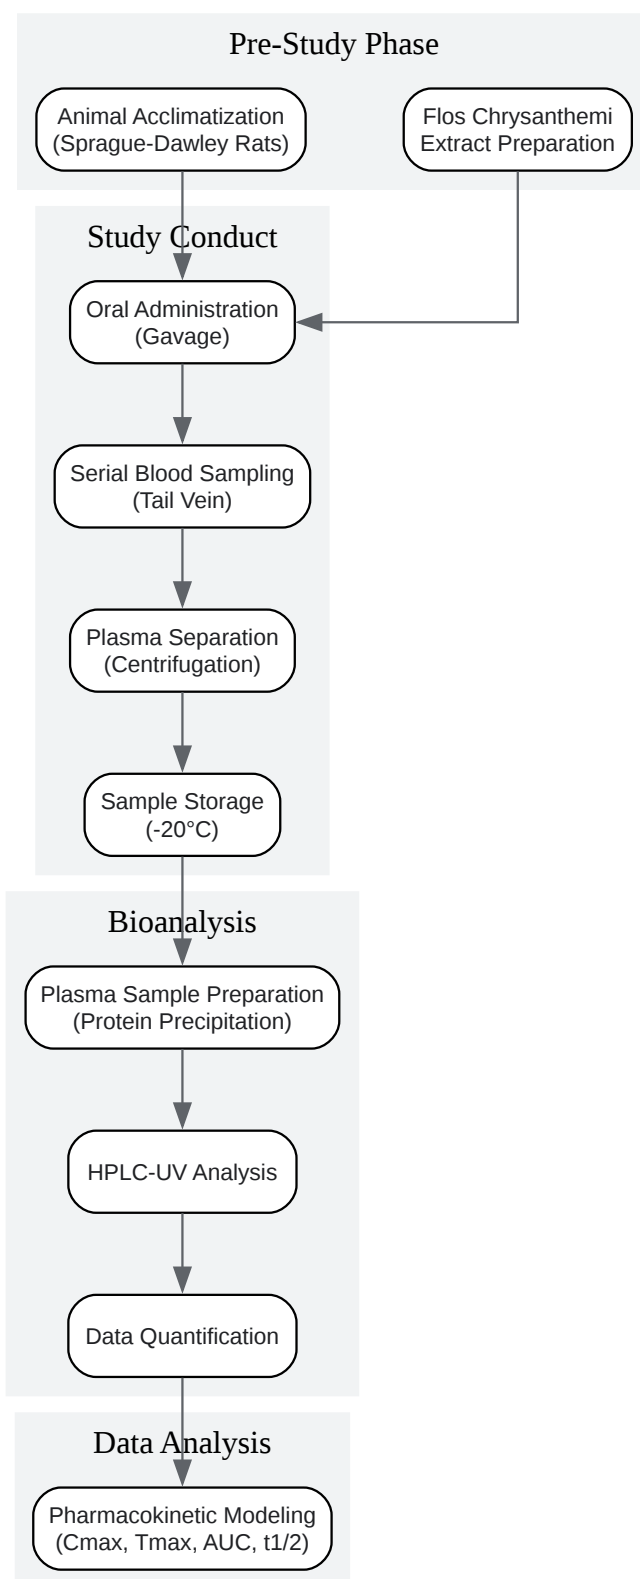 Pre-Study Phase
Animal Acclimatization
(Sprague-Dawley Rats)
Flos Chrysanthemi
Extract Preparation
Study Conduct
Oral Administration
(Gavage)
Serial Blood Sampling
(Tail Vein)
Plasma Separation
(Centrifugation)
Sample Storage
(-20°C)
Bioanalysis
Plasma Sample Preparation
(Protein Precipitation)
HPLC-UV Analysis
Data Quantification
Data Analysis
Pharmacokinetic Modeling
(Cmax, Tmax, AUC, t1/2)